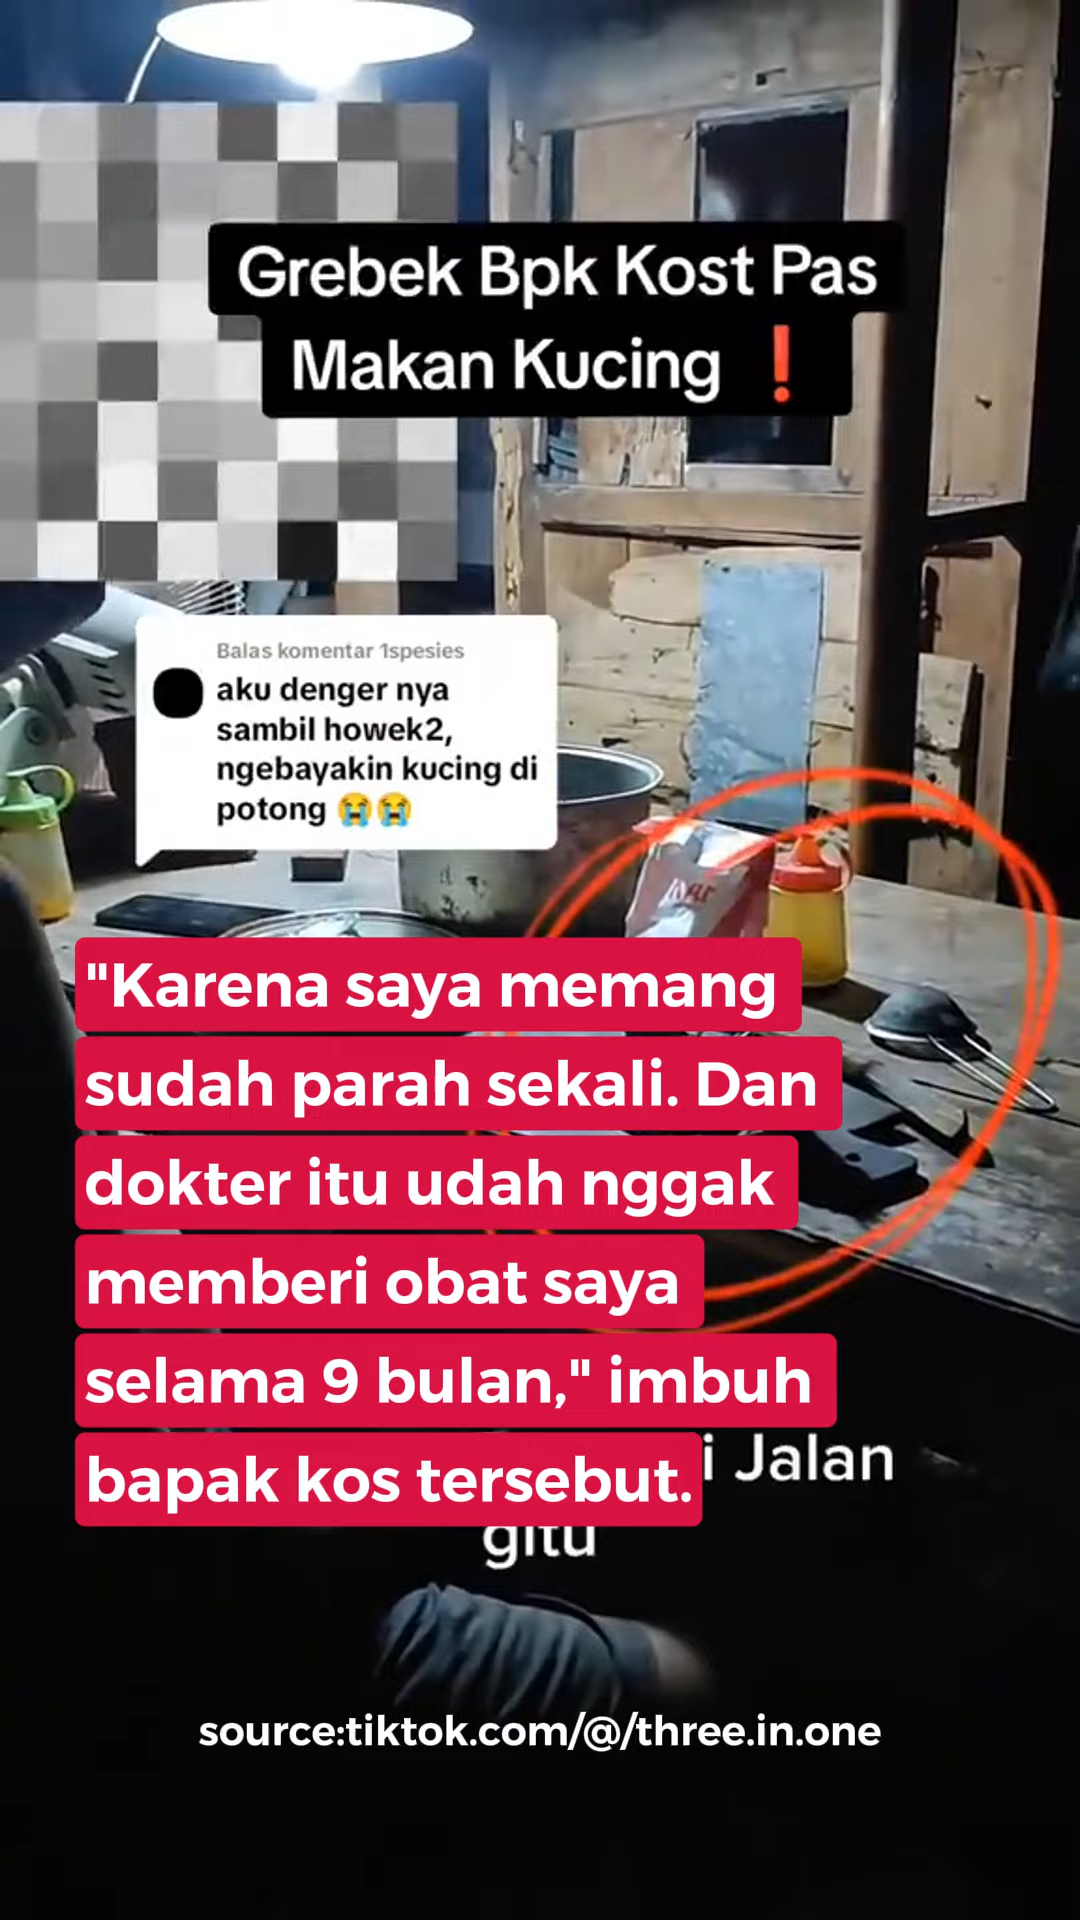 Grebek Bpk Kost Pas
Makan Kucing ❗
Balas komentar 1spesies
aku denger nya
sambil howek2,
ngebayakin kucing di
potong 😭😭
"Karena saya memang
sudah parah sekali. Dan
dokter itu udah nggak
memberi obat saya
selama 9 bulan," imbuh
bapak kos tersebut.
i Jalan
gitu
source:tiktok.com/@/three.in.one